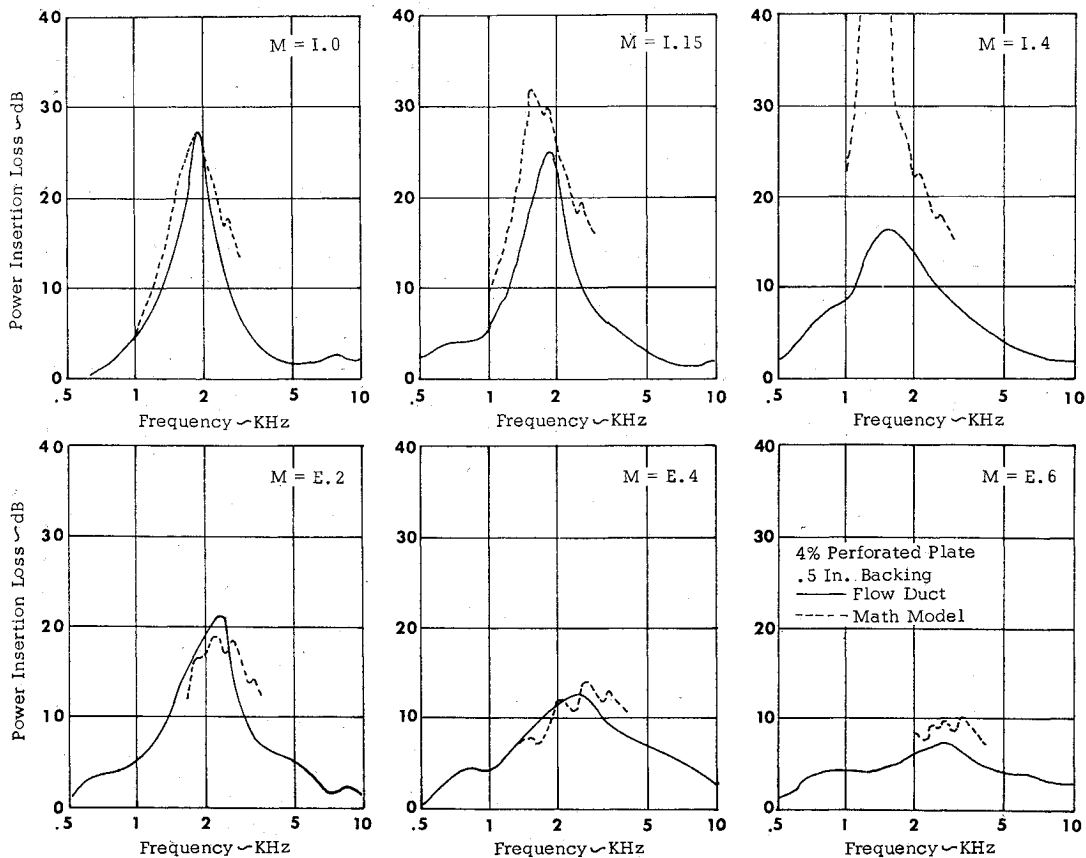 Power Insertion Loss ~dB
40
30
20
10
0
M = I.0
.5 1 2 5 10
Frequency ~KHz
40
30
20
10
0
M = I.15
.5 1 2 5 10
Frequency ~KHz
40
30
20
10
0
M = I.4
.5 1 2 5 10
Frequency ~KHz
Power Insertion Loss ~dB
40
30
20
10
0
M = E.2
.5 1 2 5 10
Frequency ~KHz
40
30
20
10
0
M = E.4
.5 1 2 5 10
Frequency ~KHz
40
30
20
10
0
M = E.6
4% Perforated Plate
.5 In. Backing
Flow Duct
Math Model
.5 1 2 5 10
Frequency ~KHz